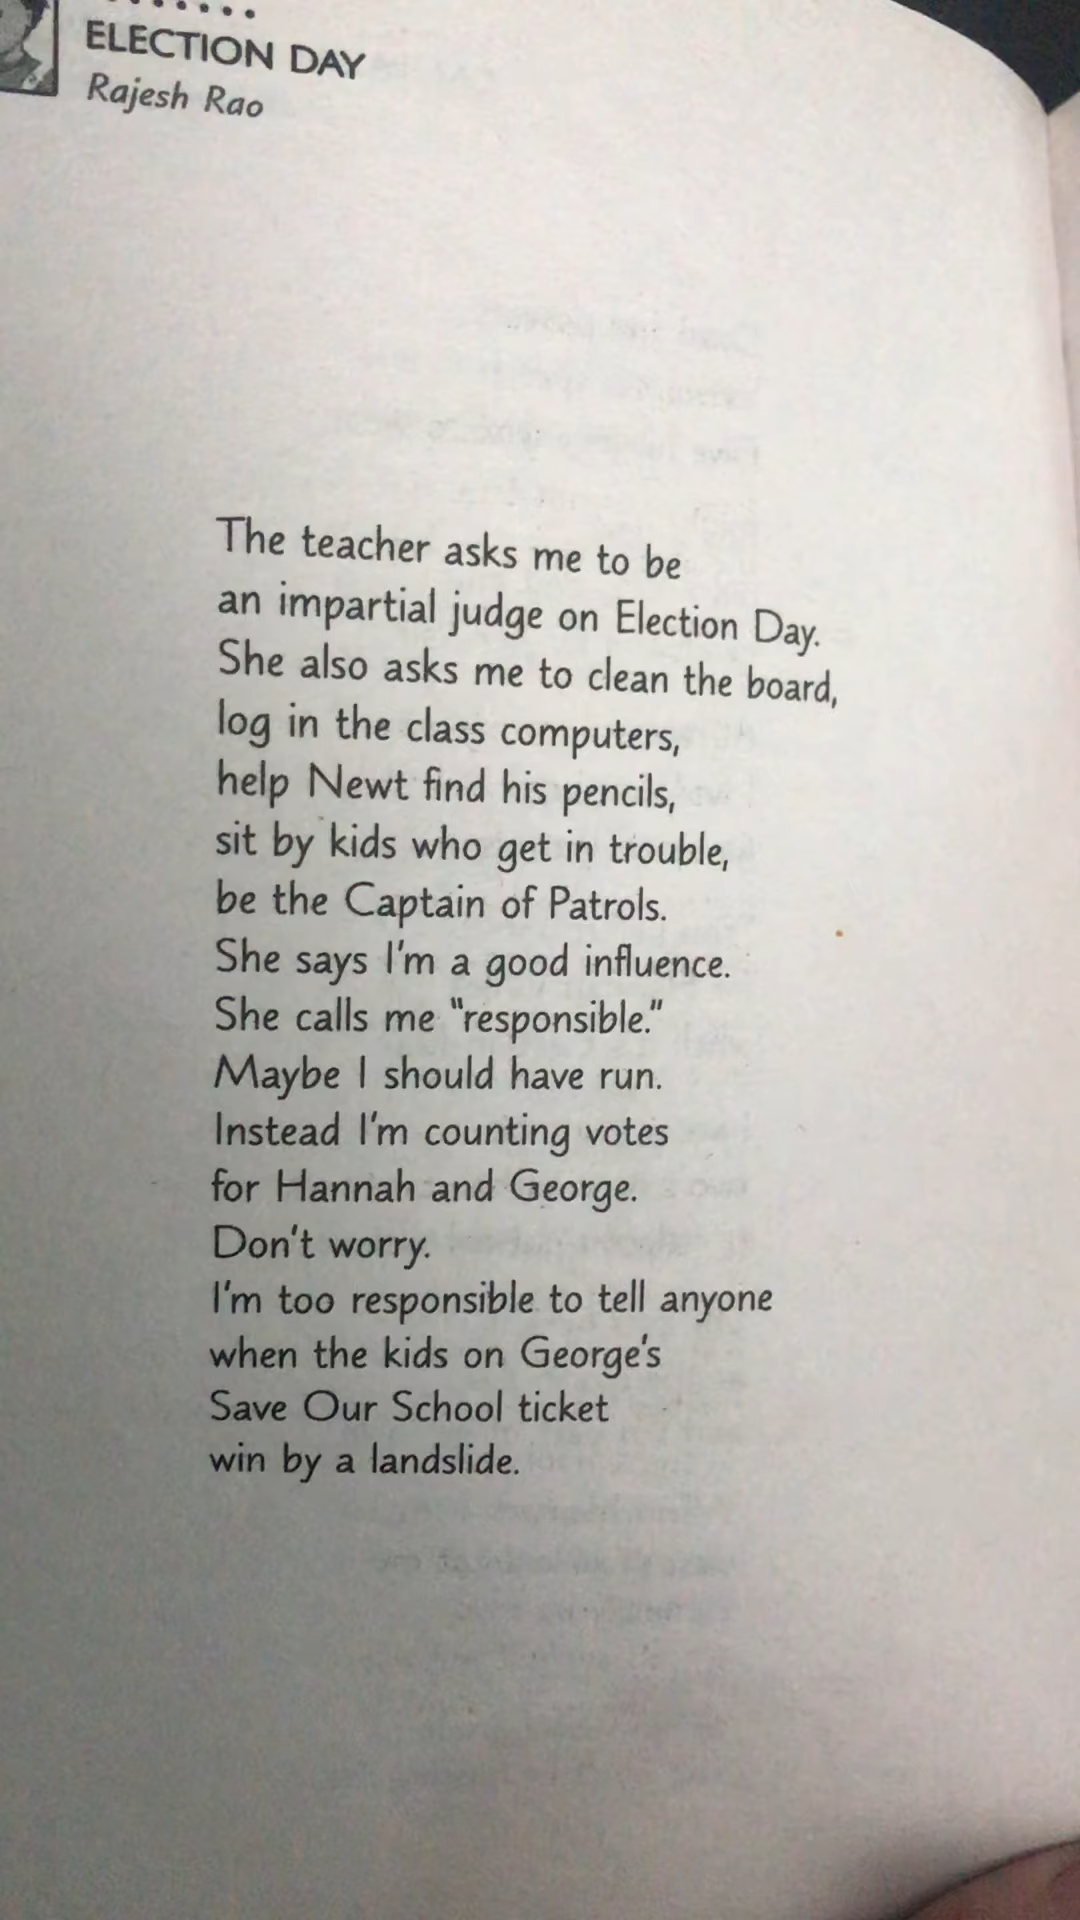 ELECTION DAY
Rajesh Rao
The teacher asks me to be
an impartial judge on Election Day.
She also asks me to clean the board,
log in the class computers,
help Newt find his pencils,
sit by kids who get in trouble,
be the Captain of Patrols.
She says I'm a good influence.
She calls me "responsible."
Maybe I should have run.
Instead I'm counting votes
for Hannah and George.
Don't worry.
I'm too responsible to tell anyone
when the kids on George's
Save Our School ticket
win by a landslide.